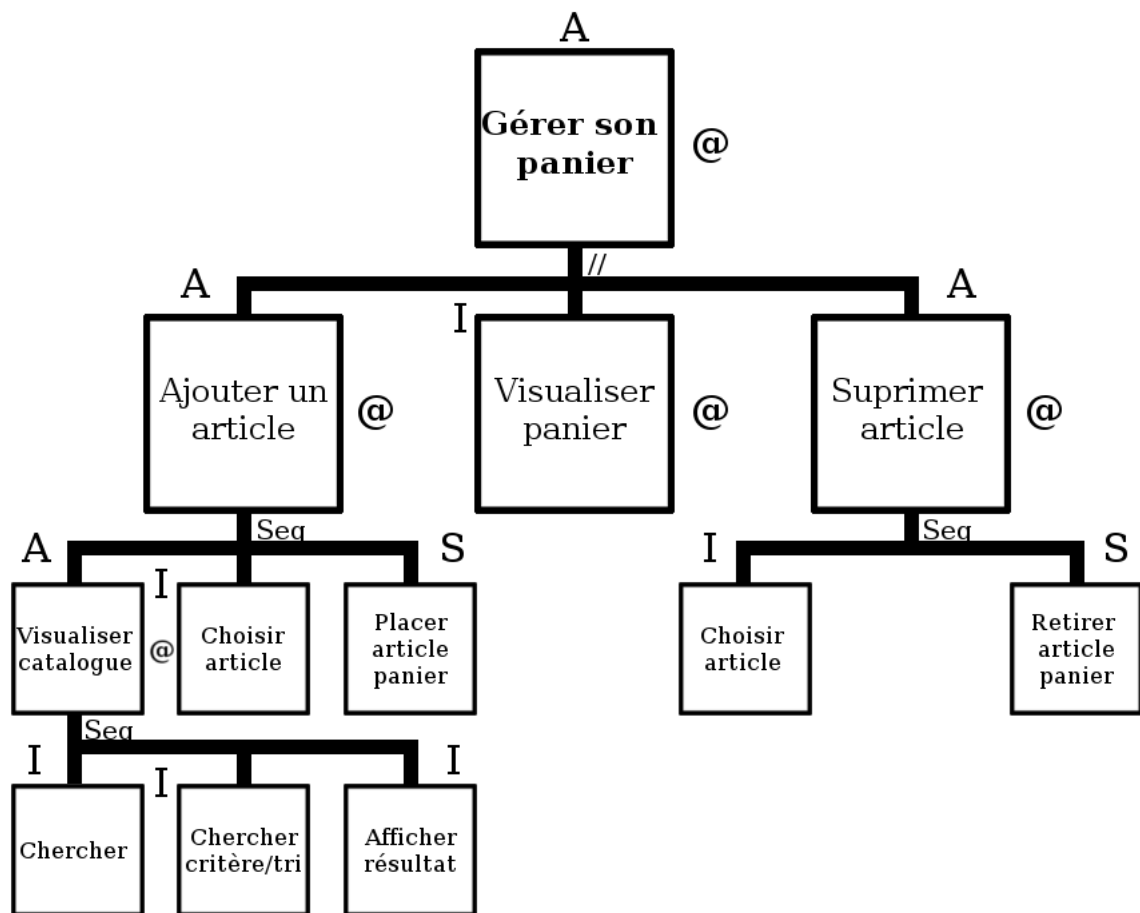 A
Gérer son
panier
@
//
A
I
A
Ajouter un
article
@
Visualiser
panier
@
Suprimer
article
@
Seq
Seq
A
I
S
I
S
Visualiser
catalogue
@
Choisir
article
Placer
article
panier
Choisir
article
Retirer
article
panier
Seq
I
I
I
Chercher
Chercher
critère/tri
Afficher
résultat